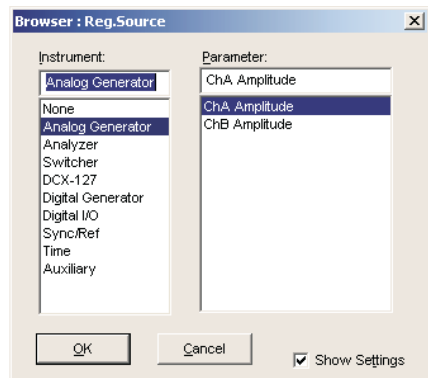 Browser : Reg.Source
Instrument:
Analog Generator
None
Analog Generator
Analyzer
Switcher
DCX-127
Digital Generator
Digital I/O
Sync/Ref
Time
Auxiliary
Parameter:
ChA Amplitude
ChA Amplitude
ChB Amplitude
OK
Cancel
Show Settings